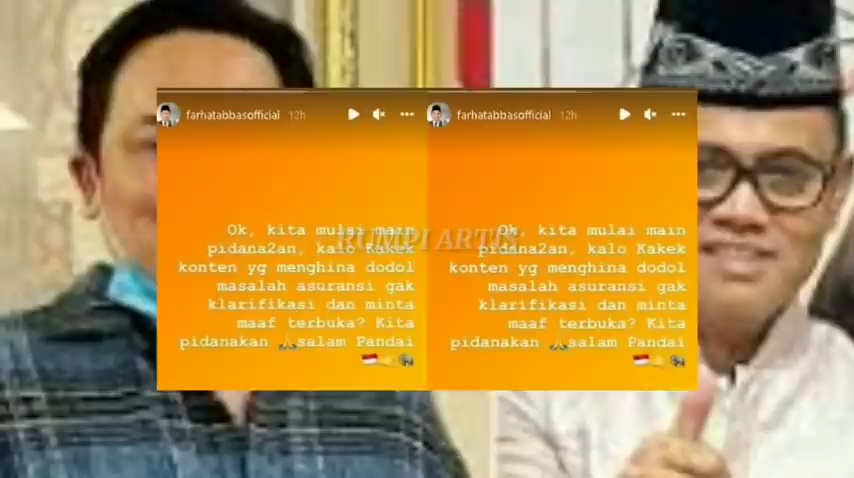 farhatabbasofficial 12h
Ok, kita mulai main
pidana2an, kalo Kakek
konten yg menghina dodol
masalah asuransi gak
klarifikasi dan minta
maaf terbuka? Kita
pidanakan 🙏salam Pandai
farhatabbasofficial 12h
Ok, kita mulai main
pidana2an, kalo Kakek
konten yg menghina dodol
masalah asuransi gak
klarifikasi dan minta
maaf terbuka? Kita
pidanakan 🙏salam Pandai
RUMPI ARTIS